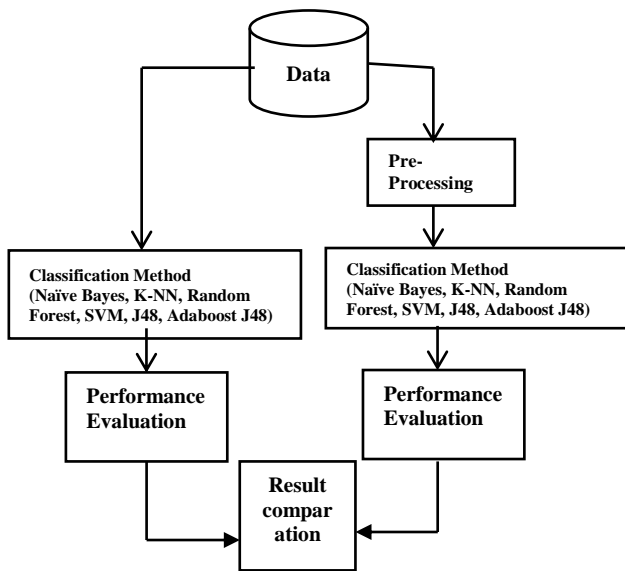 Data
Pre-
Processing
Classification Method
(Naïve Bayes, K-NN, Random
Forest, SVM, J48, Adaboost J48)
Classification Method
(Naïve Bayes, K-NN, Random
Forest, SVM, J48, Adaboost J48)
Performance
Evaluation
Performance
Evaluation
Result
compar
ation